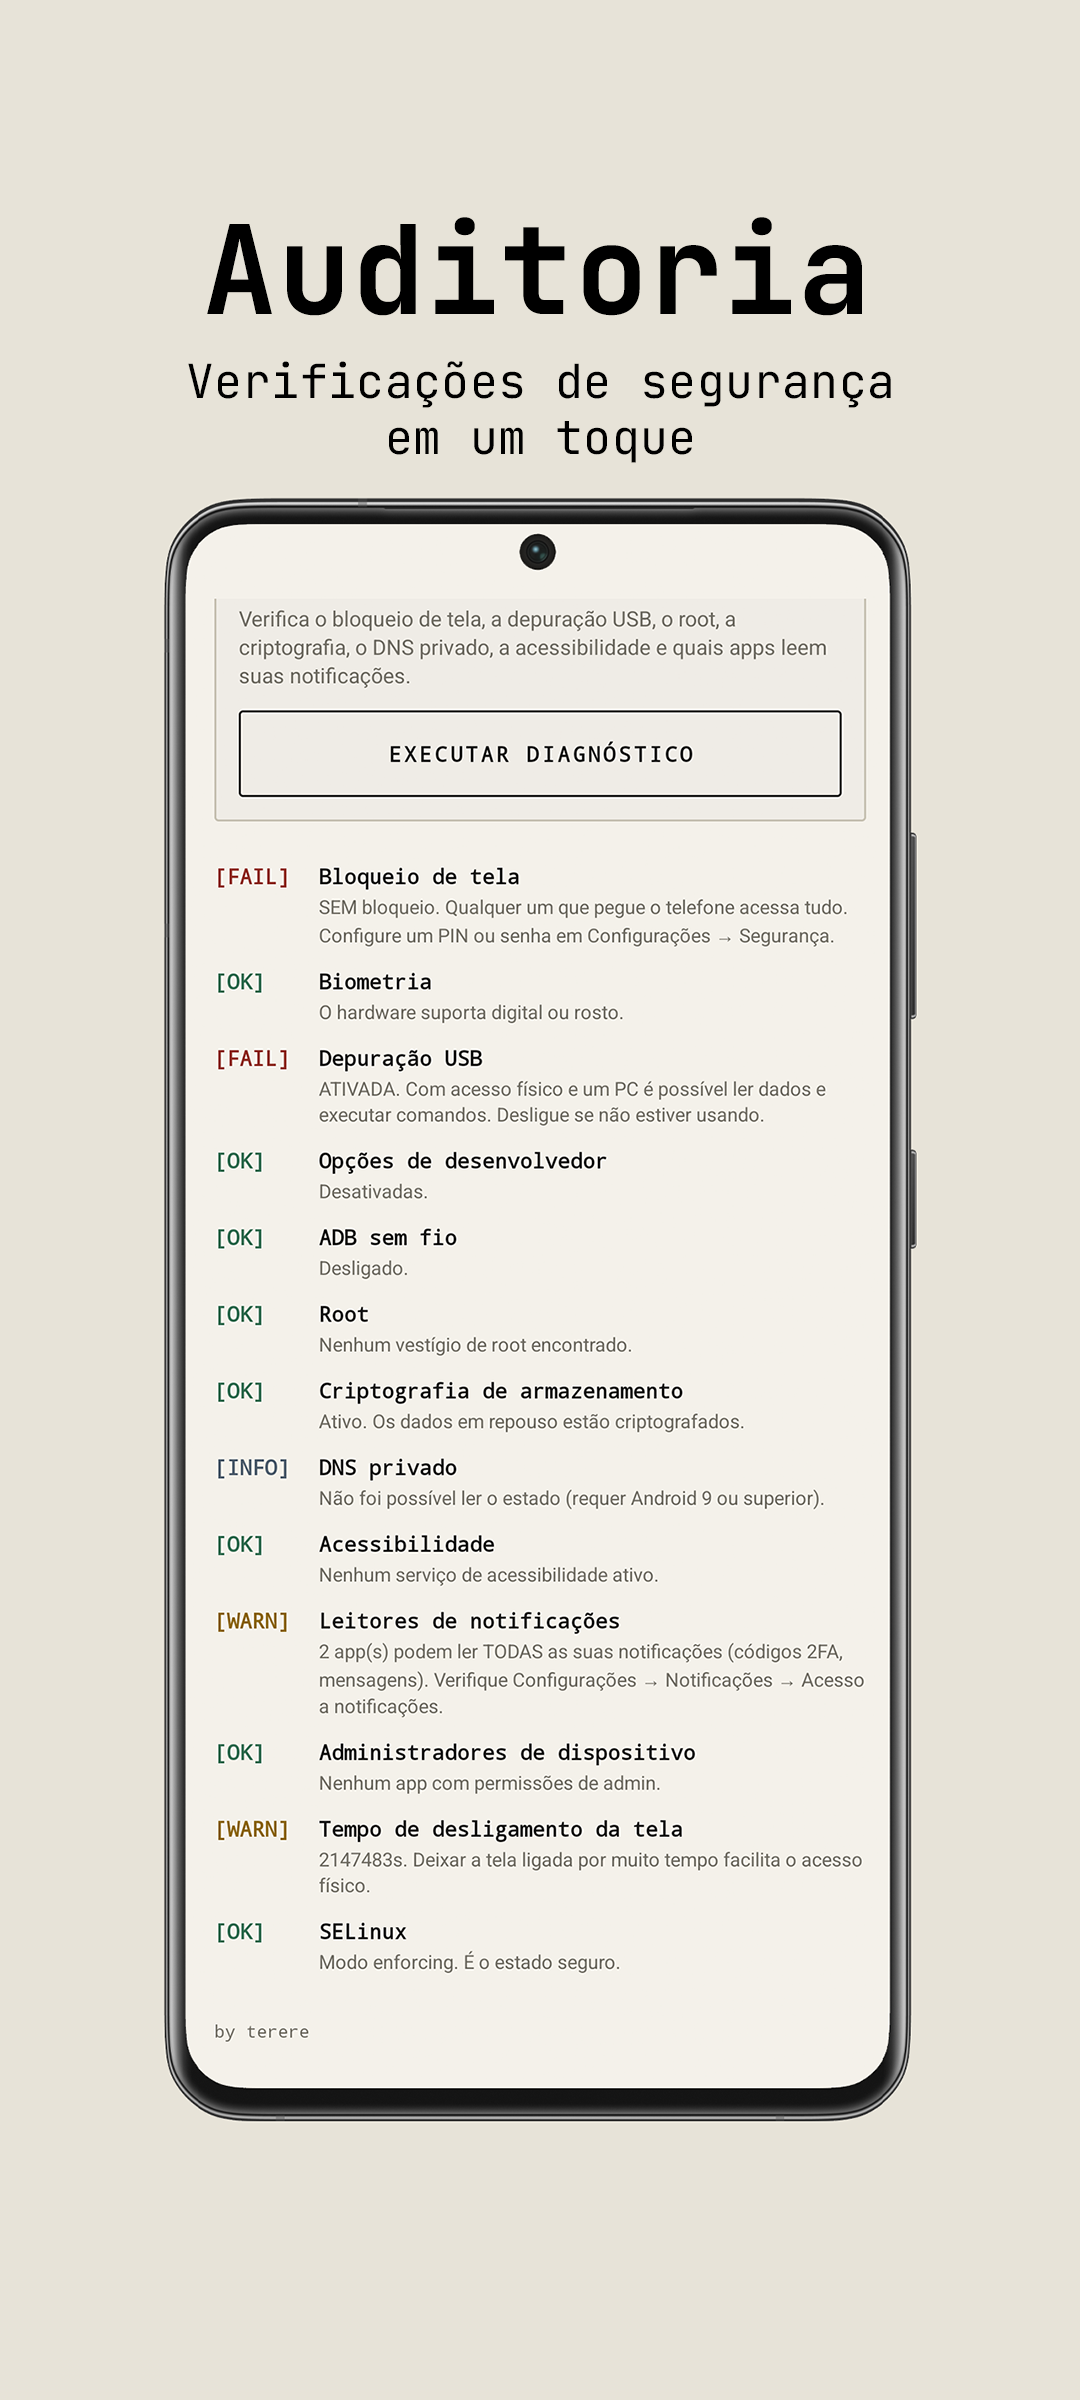 Auditoria
Verificações de segurança
em um toque
Verifica o bloqueio de tela, a depuração USB, o root, a
criptografia, o DNS privado, a acessibilidade e quais apps leem
suas notificações.
EXECUTAR DIAGNÓSTICO
[FAIL] Bloqueio de tela
SEM bloqueio. Qualquer um que pegue o telefone acessa tudo.
Configure um PIN ou senha em Configurações → Segurança.
[OK] Biometria
O hardware suporta digital ou rosto.
[FAIL] Depuração USB
ATIVADA. Com acesso físico e um PC é possível ler dados e
executar comandos. Desligue se não estiver usando.
[OK] Opções de desenvolvedor
Desativadas.
[OK] ADB sem fio
Desligado.
[OK] Root
Nenhum vestígio de root encontrado.
[OK] Criptografia de armazenamento
Ativo. Os dados em repouso estão criptografados.
[INFO] DNS privado
Não foi possível ler o estado (requer Android 9 ou superior).
[OK] Acessibilidade
Nenhum serviço de acessibilidade ativo.
[WARN] Leitores de notificações
2 app(s) podem ler TODAS as suas notificações (códigos 2FA,
mensagens). Verifique Configurações → Notificações → Acesso
a notificações.
[OK] Administradores de dispositivo
Nenhum app com permissões de admin.
[WARN] Tempo de desligamento da tela
2147483s. Deixar a tela ligada por muito tempo facilita o acesso
físico.
[OK] SELinux
Modo enforcing. É o estado seguro.
by terere